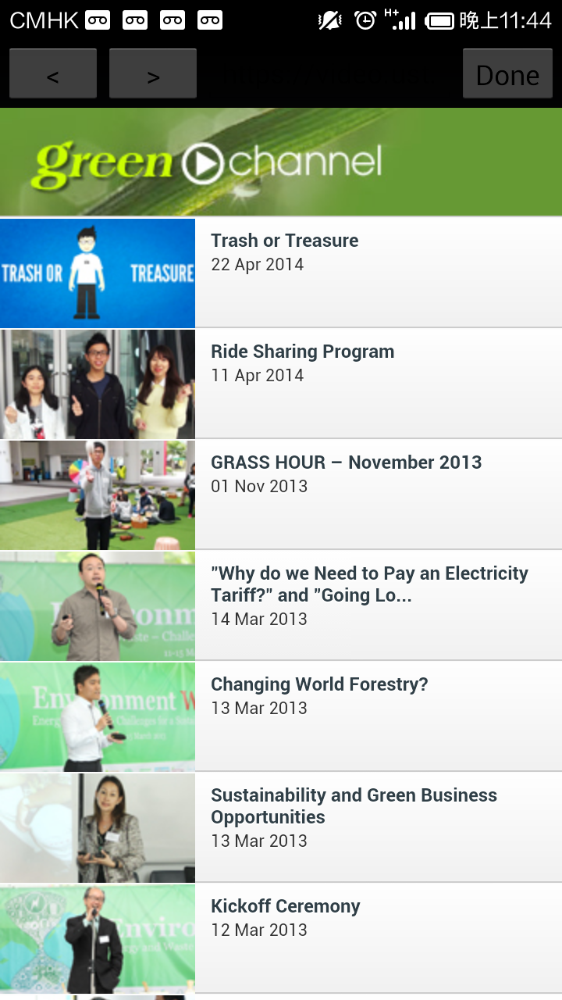 CMHK
晚上11:44
<
>
Done
green channel
TRASH OR TREASURE
Trash or Treasure
22 Apr 2014
Ride Sharing Program
11 Apr 2014
GRASS HOUR – November 2013
01 Nov 2013
"Why do we Need to Pay an Electricity
Tariff?" and "Going Lo...
14 Mar 2013
Environment W
Changing World Forestry?
13 Mar 2013
Sustainability and Green Business
Opportunities
13 Mar 2013
Kickoff Ceremony
12 Mar 2013